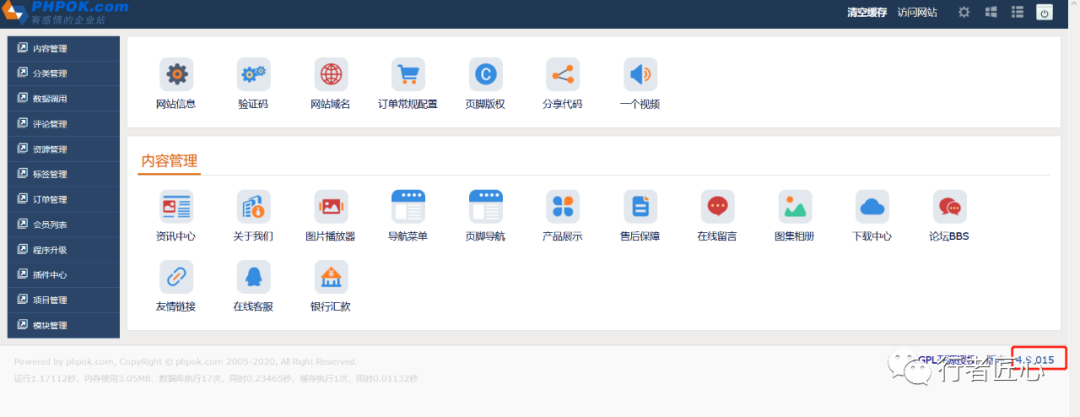 PHPOK.com
有感情的企业站
清空缓存 访问网站
内容管理
分类管理
数据调用
评论管理
资源管理
标签管理
订单管理
会员列表
程序升级
插件中心
项目管理
模块管理
网站信息 验证码 网站域名 订单常规配置 页脚版权 分享代码 一个视频
内容管理
资讯中心 关于我们 图片播放器 导航菜单 页脚导航 产品展示 售后保障 在线留言 图集相册 下载中心 论坛BBS
友情链接 在线客服 银行汇款
Powered by phpok.com, CopyRight © phpok.com 2005-2020, All Right Reserved.
GPL 4.9.015
运行1.17112秒，内存使用3.05MB，数据库执行17次，用时0.23465秒，缓存执行1次，用时0.01132秒
行者匠心